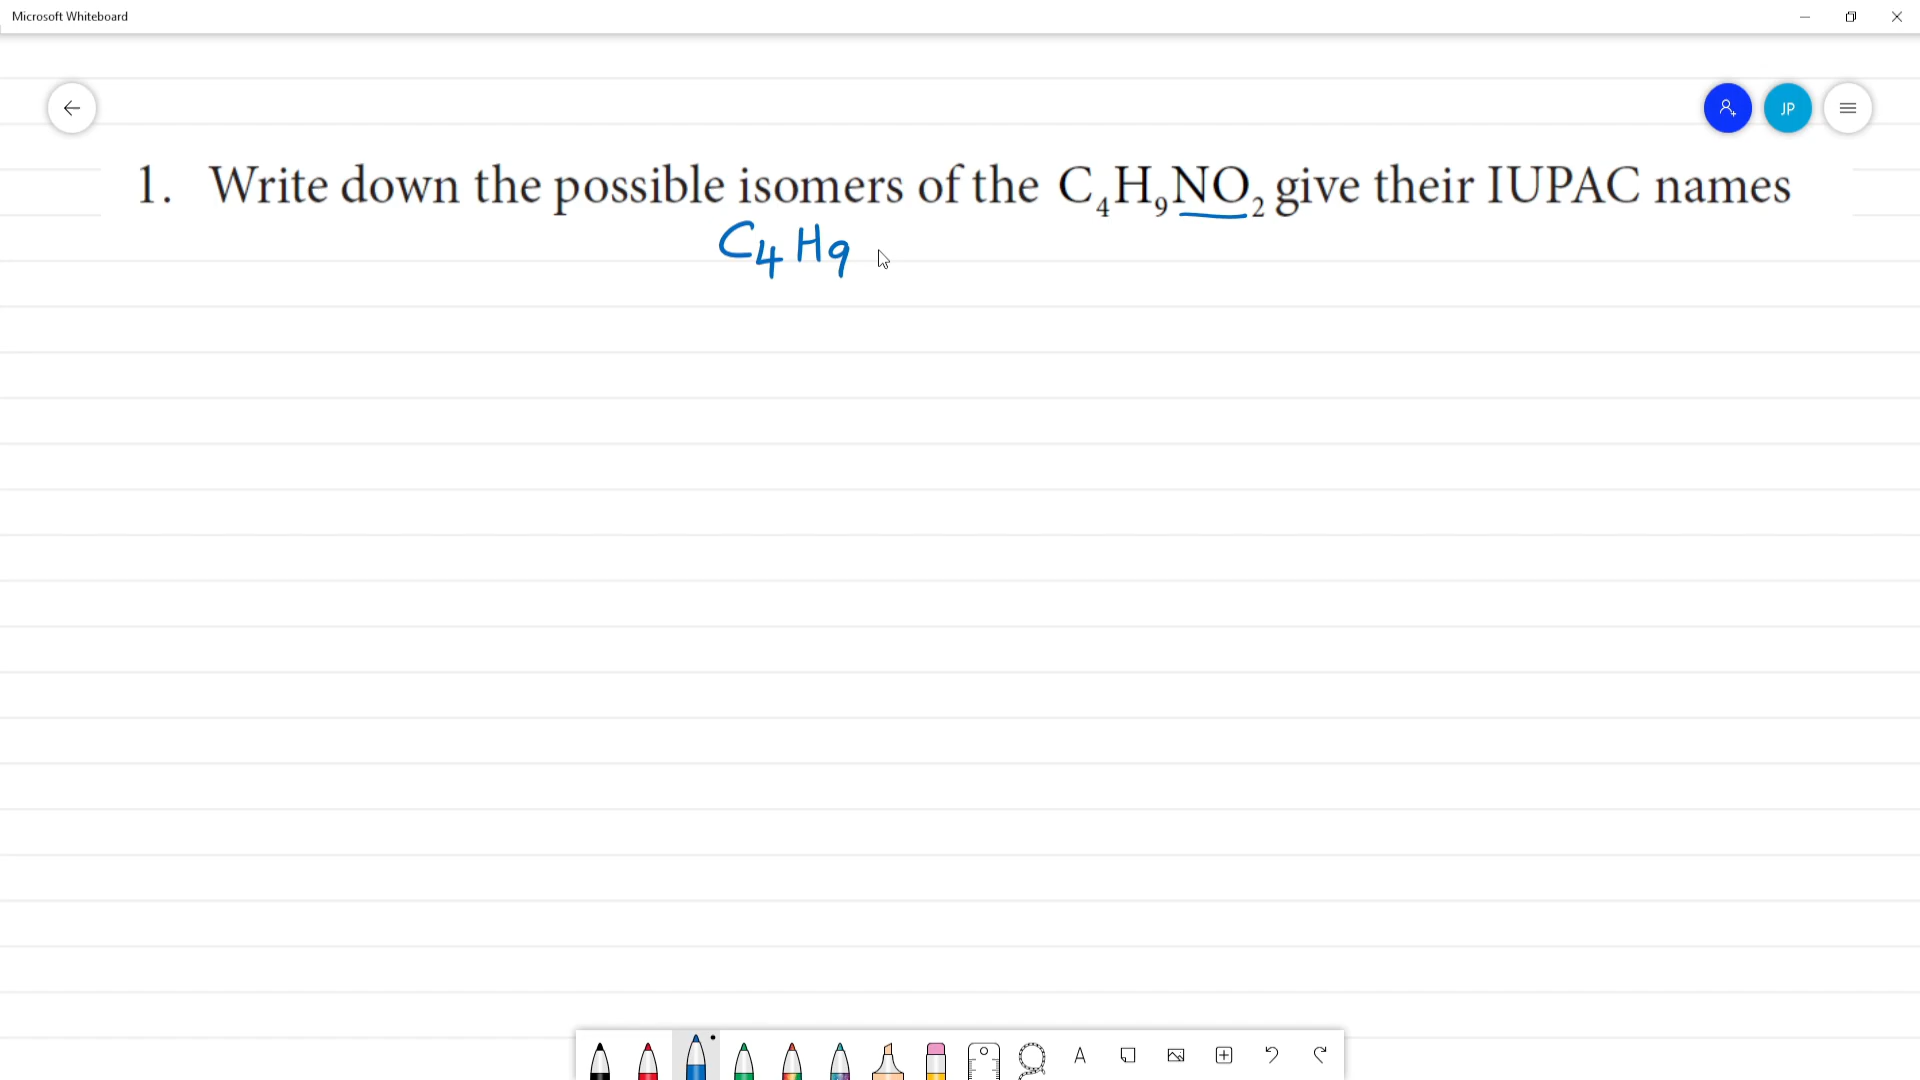 Microsoft Whiteboard
JP
1. Write down the possible isomers of the C₄H₉NO₂ give their IUPAC names
C₄H₉
A